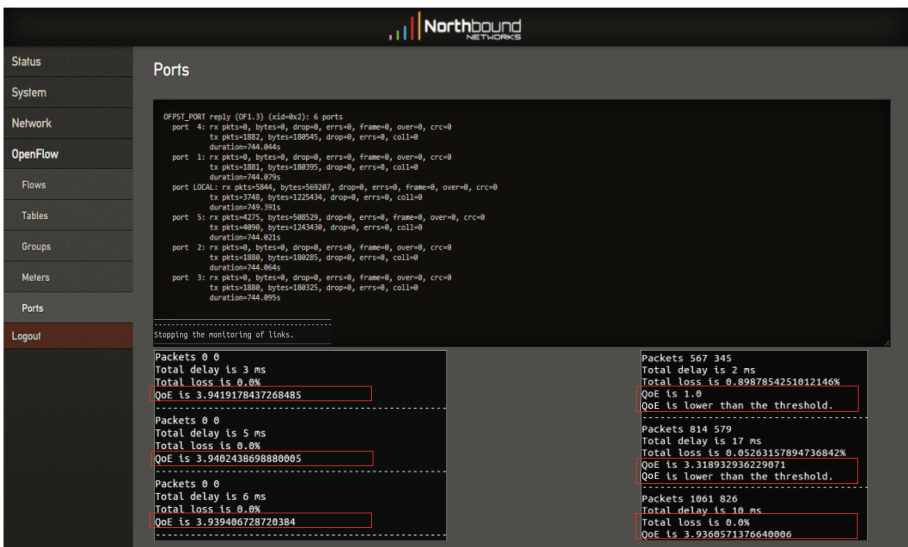 Northbound
NETWORKS
Status
System
Network
OpenFlow
Flows
Tables
Groups
Meters
Ports
Logout
Ports
OFPST_PORT reply (OF1.3) (xid=0x2): 6 ports
port 4: rx pkts=0, bytes=0, drop=0, errs=0, frame=0, over=0, crc=0
tx pkts=1882, bytes=180545, drop=0, errs=0, coll=0
duration=744.044s
port 1: rx pkts=0, bytes=0, drop=0, errs=0, frame=0, over=0, crc=0
tx pkts=1881, bytes=180395, drop=0, errs=0, coll=0
duration=744.079s
port LOCAL: rx pkts=5844, bytes=569207, drop=0, errs=0, frame=0, over=0, crc=0
tx pkts=3748, bytes=1225434, drop=0, errs=0, coll=0
duration=749.391s
port 5: rx pkts=4275, bytes=508529, drop=0, errs=0, frame=0, over=0, crc=0
tx pkts=4090, bytes=1243430, drop=0, errs=0, coll=0
duration=744.021s
port 2: rx pkts=0, bytes=0, drop=0, errs=0, frame=0, over=0, crc=0
tx pkts=1880, bytes=180285, drop=0, errs=0, coll=0
duration=744.064s
port 3: rx pkts=0, bytes=0, drop=0, errs=0, frame=0, over=0, crc=0
tx pkts=1880, bytes=180325, drop=0, errs=0, coll=0
duration=744.095s
Stopping the monitoring of links.
Packets 0 0
Total delay is 3 ms
Total loss is 0.0%
QoE is 3.9419178437268485
Packets 0 0
Total delay is 5 ms
Total loss is 0.0%
QoE is 3.9402438698880005
Packets 0 0
Total delay is 6 ms
Total loss is 0.0%
QoE is 3.939406728720384
Packets 567 345
Total delay is 2 ms
Total loss is 0.8987854251012146%
QoE is 1.0
QoE is lower than the threshold.
Packets 814 579
Total delay is 17 ms
Total loss is 0.05263157894736842%
QoE is 3.318932936229071
QoE is lower than the threshold.
Packets 1061 826
Total delay is 10 ms
Total loss is 0.0%
QoE is 3.9360571376640006